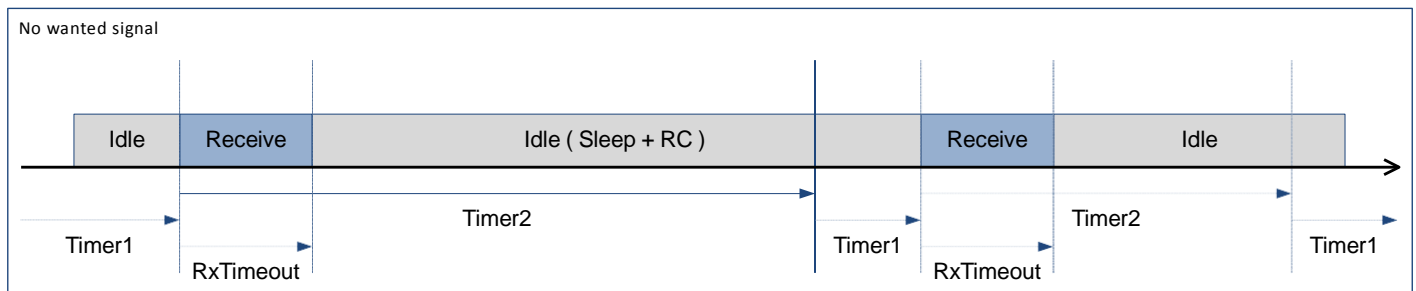 No wanted signal
Idle Receive Idle ( Sleep + RC ) Receive Idle
Timer2 Timer2
Timer1 Timer1 Timer1
RxTimeout RxTimeout